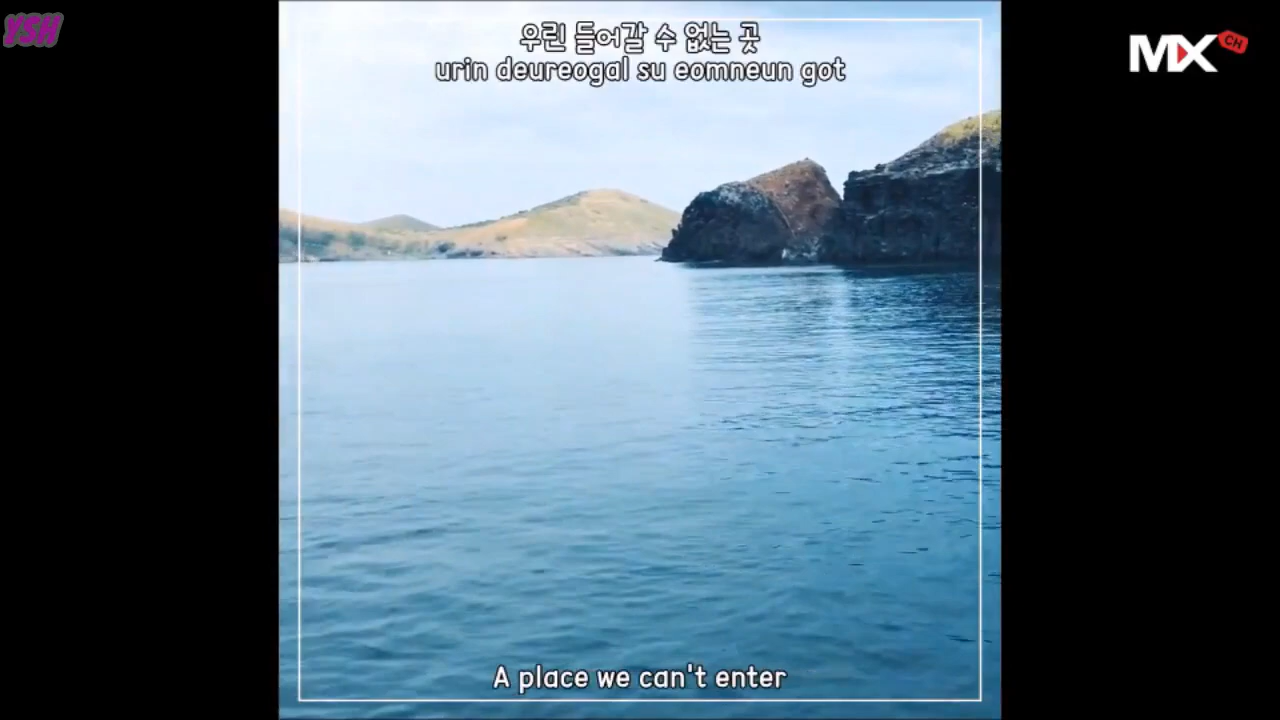 YSH
우린 들어갈 수 없는 곳
urin deureogal su eomneun got
MX CH
A place we can't enter